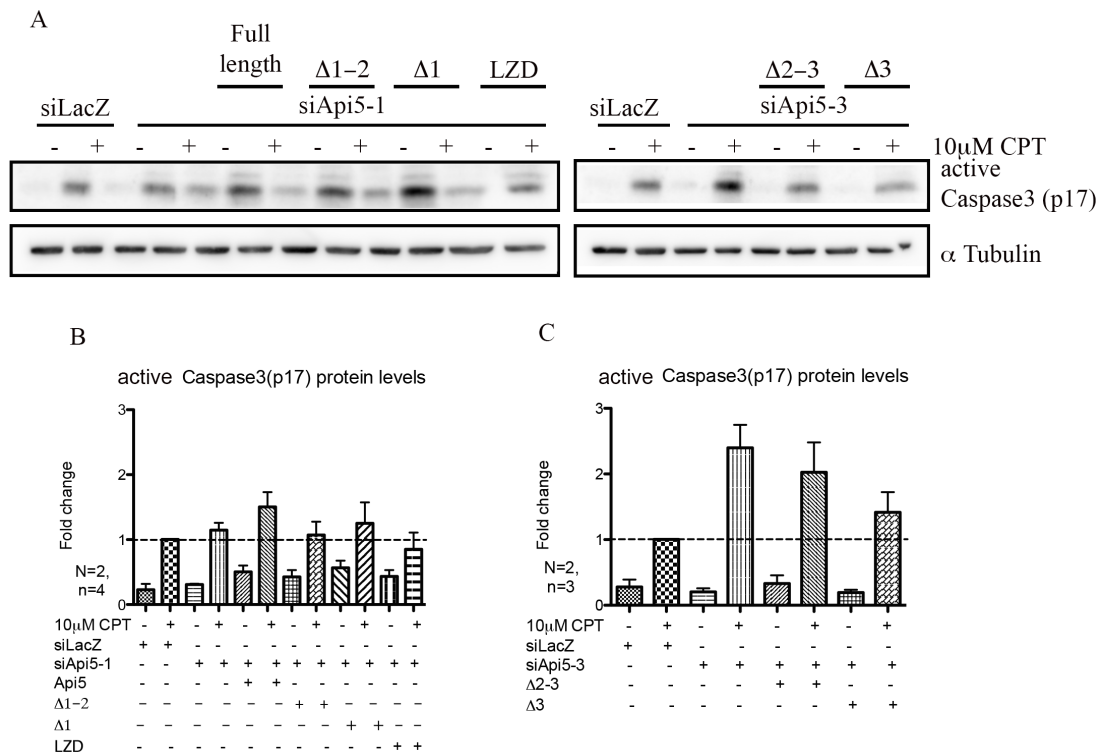 A
Full
length
Δ1-2
Δ1
LZD
siLacZ
siApi5-1
- + - + - + - + - + - +
Δ2-3
Δ3
siLacZ
siApi5-3
- + - + - + - +
10μM CPT
active
Caspase3 (p17)
α Tubulin
B
active Caspase3(p17) protein levels
Fold change
3
2
1
0
N=2,
n=4
10μM CPT - + - + - + - + - + - +
siLacZ + + - - - - - - - - - -
siApi5-1 - - + + + + + + + + + +
Api5 - - - - + + - - - - - -
Δ1-2 - - - - - - + + - - - -
Δ1 - - - - - - - - + + - -
LZD - - - - - - - - - - + +
C
active Caspase3(p17) protein levels
Fold change
3
2
1
0
N=2,
n=3
10μM CPT - + - + - + - +
siLacZ + + - - - - - -
siApi5-3 - - + + + + + +
Δ2-3 - - - - + + - -
Δ3 - - - - - - + +